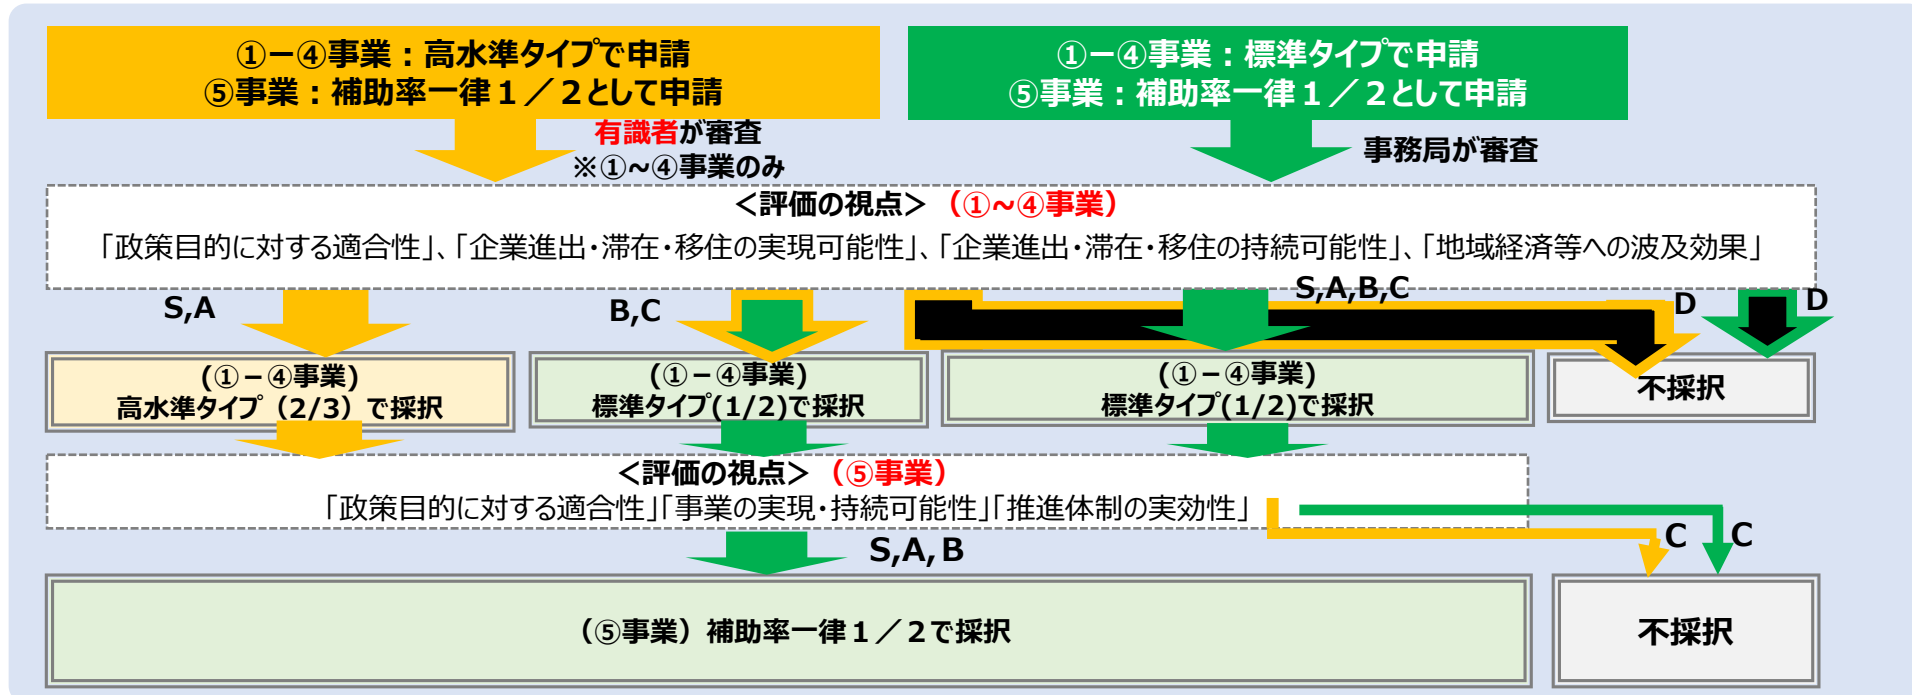 ①－④事業：高水準タイプで申請
⑤事業：補助率一律１／２として申請
①－④事業：標準タイプで申請
⑤事業：補助率一律１／２として申請
有識者が審査
※①~④事業のみ
事務局が審査
＜評価の視点＞（①~④事業）
「政策目的に対する適合性」、「企業進出・滞在・移住の実現可能性」、「企業進出・滞在・移住の持続可能性」、「地域経済等への波及効果」
S,A
B,C
S,A,B,C
D
D
(①－④事業)
高水準タイプ（2/3）で採択
(①－④事業)
標準タイプ(1/2)で採択
(①－④事業)
標準タイプ(1/2)で採択
不採択
＜評価の視点＞（⑤事業）
「政策目的に対する適合性」「事業の実現・持続可能性」「推進体制の実効性」
S,A,B
C
C
（⑤事業）補助率一律１／２で採択
不採択